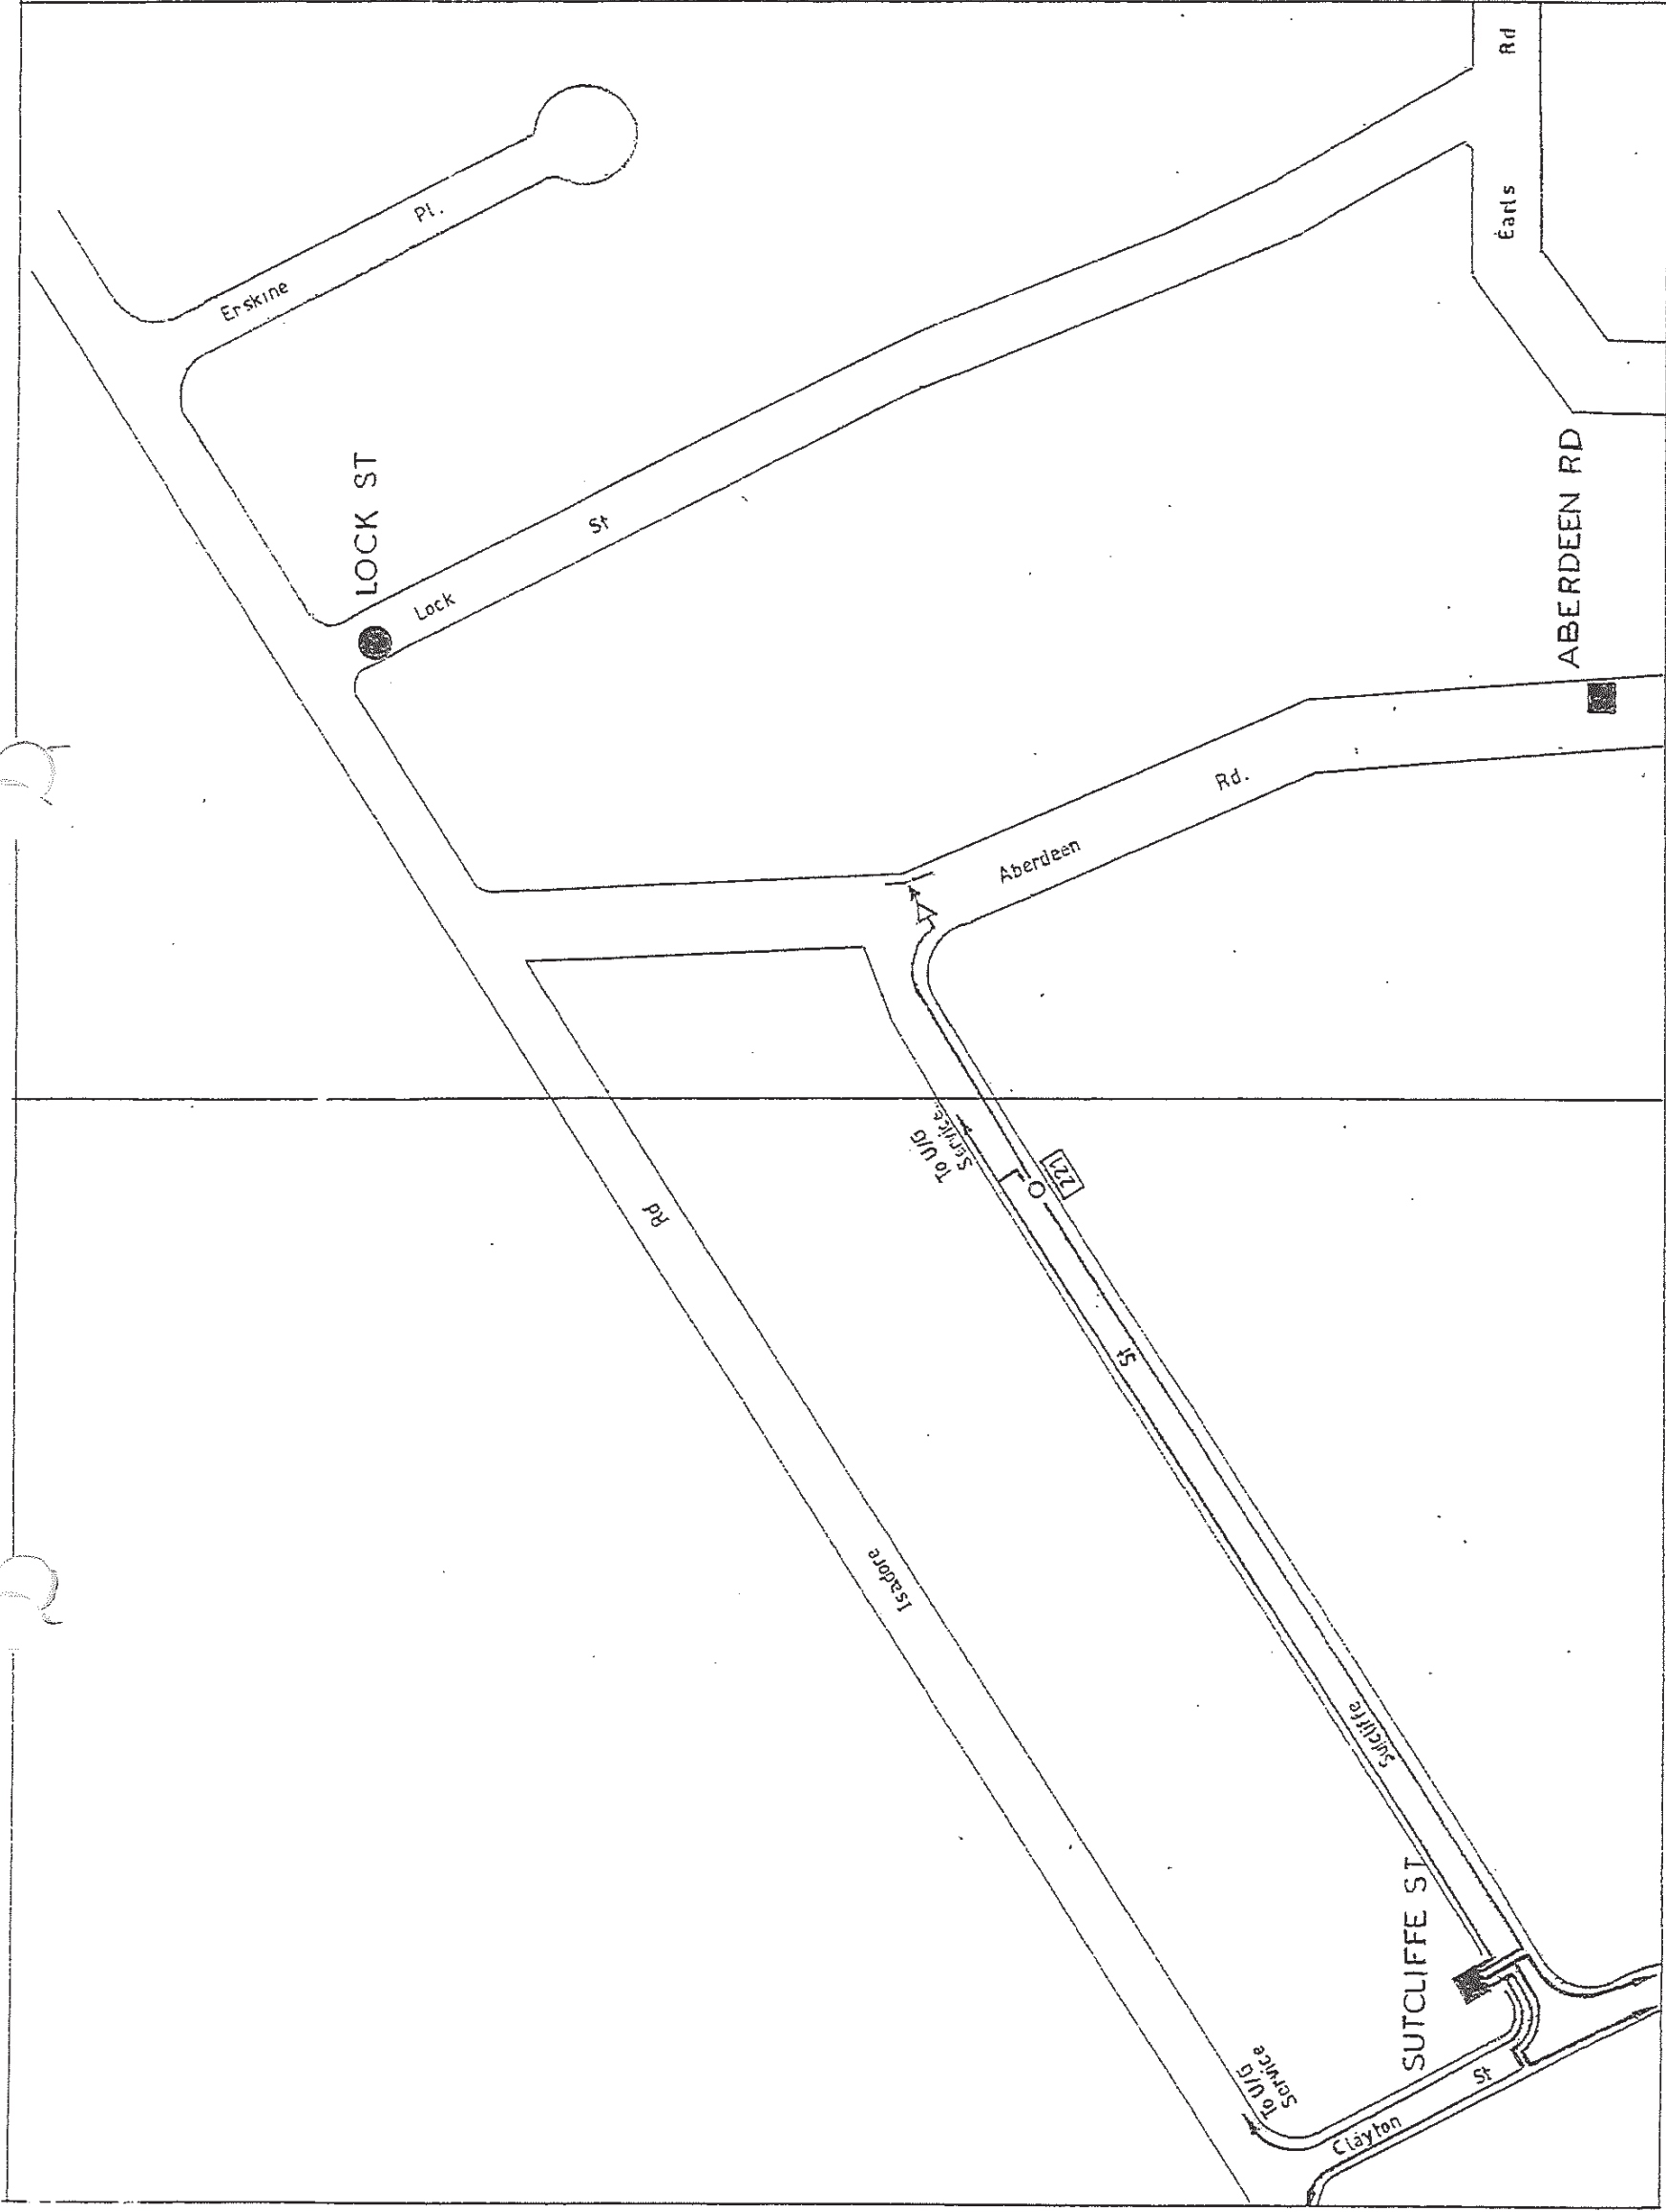 Rd
Earls
Pl.
Erskine
LOCK ST
St
Lock
ABERDEEN RD
Rd.
Aberdeen
To U/G
Service.
221
Rd
St
Isadore
Sutcliffe
SUTCLIFFE ST
To U/G
Service
St
Clayton